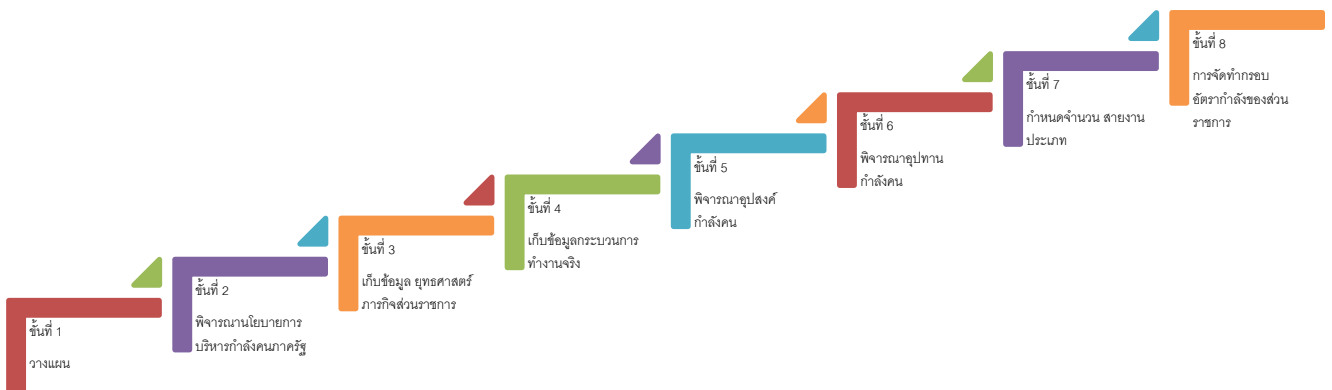 ขั้นที่ 1
วางแผน
ขั้นที่ 2
พิจารณานโยบายการ
บริหารกำลังคนภาครัฐ
ขั้นที่ 3
เก็บข้อมูล ยุทธศาสตร์
ภารกิจส่วนราชการ
ขั้นที่ 4
เก็บข้อมูลกระบวนการ
ทำงานจริง
ขั้นที่ 5
พิจารณาอุปสงค์
กำลังคน
ขั้นที่ 6
พิจารณาอุปทาน
กำลังคน
ขั้นที่ 7
กำหนดจำนวน สายงาน
ประเภท
ขั้นที่ 8
การจัดทำกรอบ
อัตรากำลังของส่วน
ราชการ